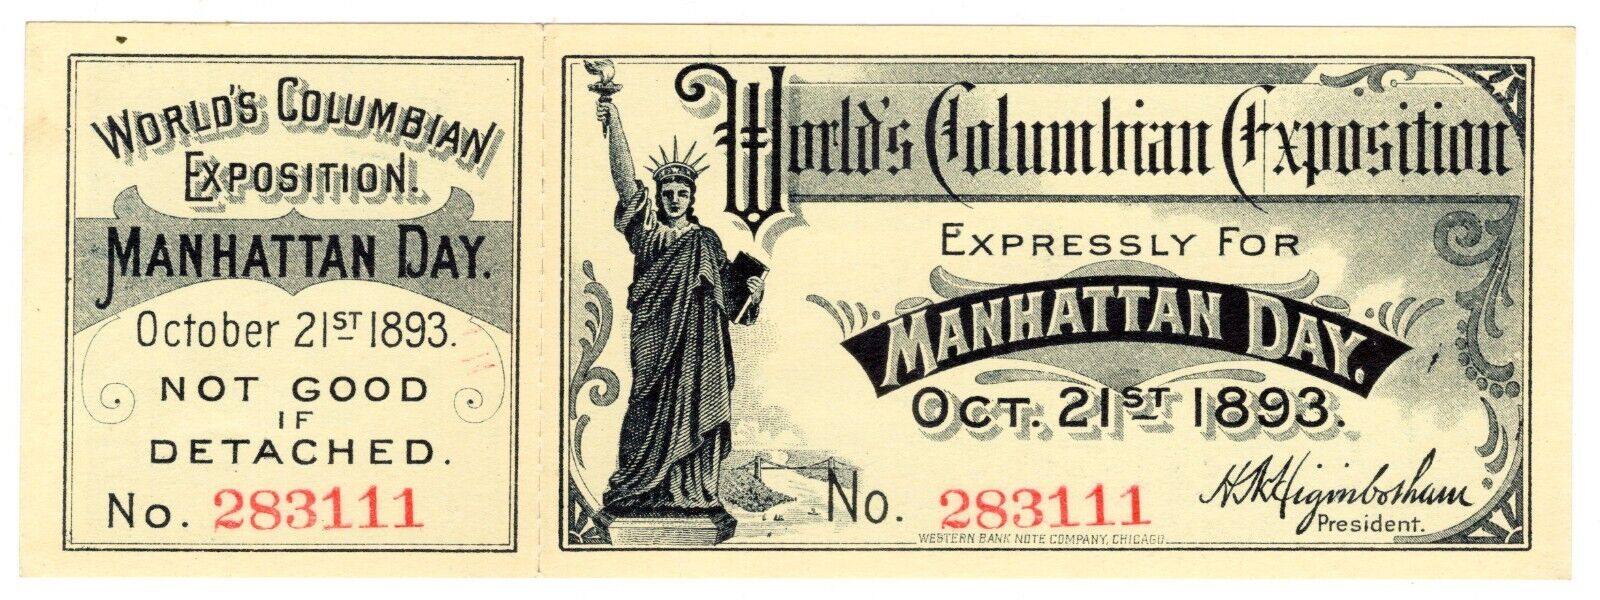 WORLD'S COLUMBIAN
EXPOSITION.
MANHATTAN DAY.
October 21ST 1893.
NOT GOOD
IF
DETACHED.
No. 283111
World's Columbian Exposition
EXPRESSLY FOR
MANHATTAN DAY.
OCT. 21ST 1893.
No. 283111
H N Higinbotham
President.
WESTERN BANK NOTE COMPANY, CHICAGO.